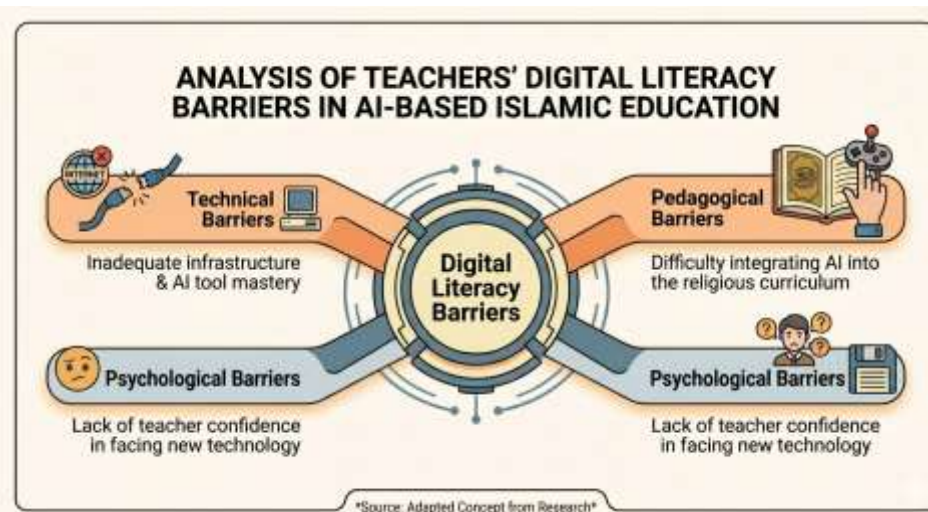 ANALYSIS OF TEACHERS' DIGITAL LITERACY
BARRIERS IN AI-BASED ISLAMIC EDUCATION
INTERNET
Technical
Barriers
Inadequate infrastructure
& AI tool mastery
Pedagogical
Barriers
Difficulty integrating AI into
the religious curriculum
Digital
Literacy
Barriers
Psychological Barriers
Lack of teacher confidence
in facing new technology
? ? ?
Psychological Barriers
Lack of teacher confidence
in facing new technology
*Source: Adapted Concept from Research*